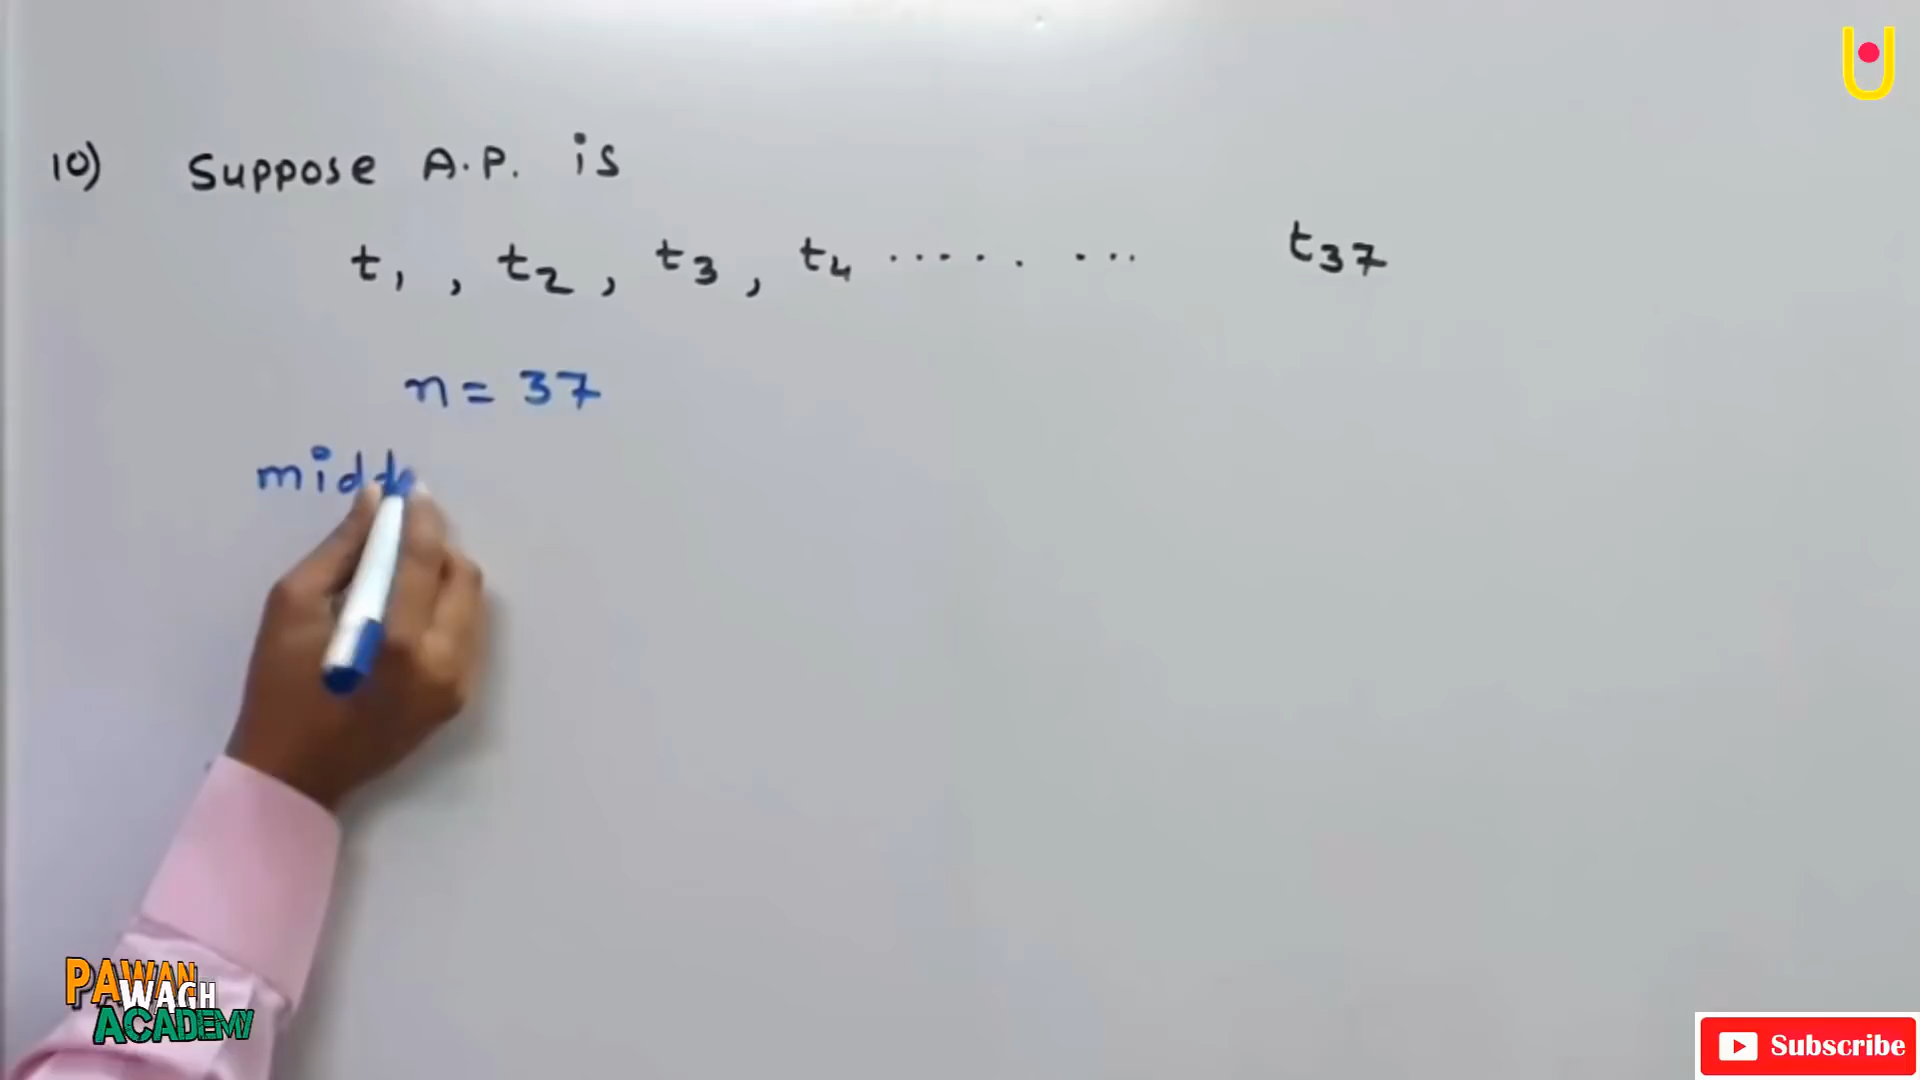 10) Suppose A.P. is
t₁ , t₂ , t₃ , t₄ ..... . ... t₃₇
n = 37
midd
PAWAN
WAGH
ACADEMY
Subscribe